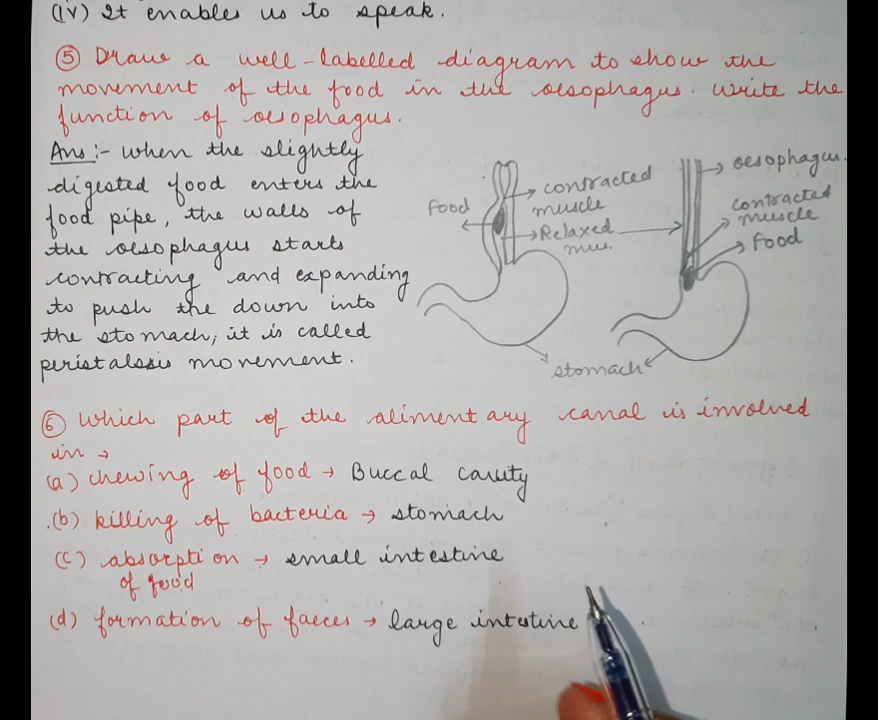 (iv) It enables us to speak.
⑤ Draw a well-labelled diagram to show the
movement of the food in the oesophagus. Write the
function of oesophagus.
Ans:- When the slightly
digested food enters the
food pipe, the walls of
the oesophagus starts
contracting and expanding
to push the down into
the stomach, it is called
peristalsis movement.
Food
contracted
muscle
Relaxed
mus.
oesophagus.
contracted
muscle
Food
stomach
⑥ Which part of the alimentary canal is involved
in →
(a) chewing of food → Buccal cavity
(b) killing of bacteria → stomach
(c) absorption → small intestine
of food
(d) formation of faeces → large intestine